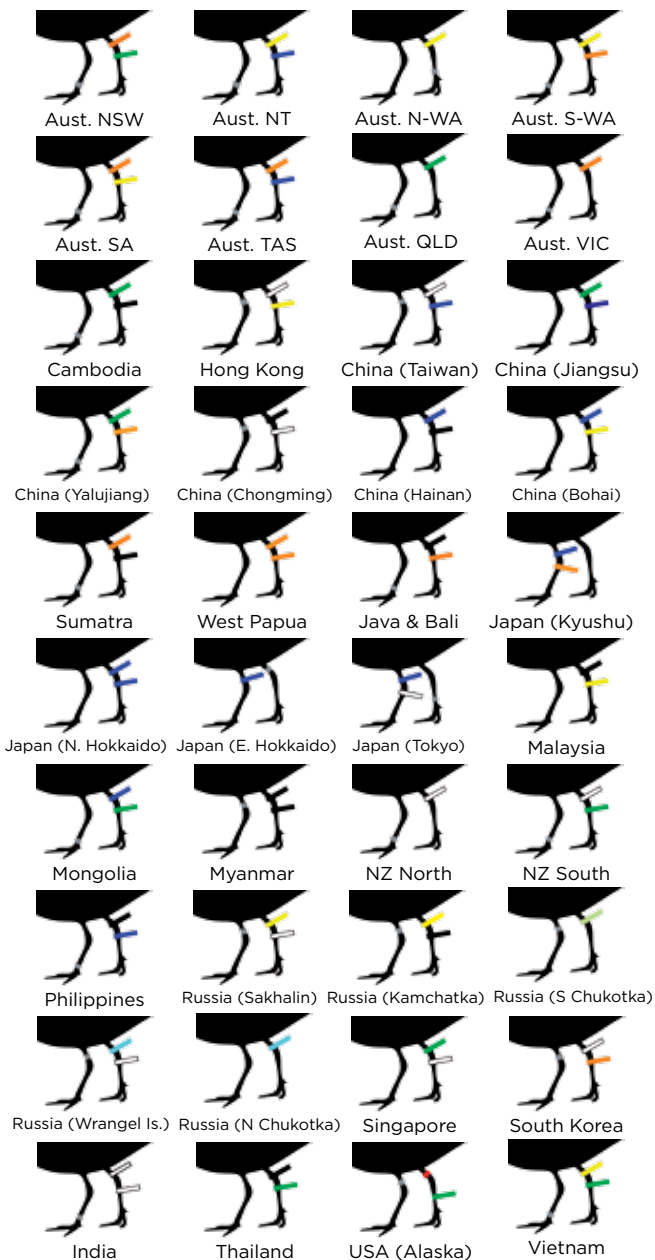 Aust. NSW Aust. NT Aust. N-WA Aust. S-WA
Aust. SA Aust. TAS Aust. QLD Aust. VIC
Cambodia Hong Kong China (Taiwan) China (Jiangsu)
China (Yalujiang) China (Chongming) China (Hainan) China (Bohai)
Sumatra West Papua Java & Bali Japan (Kyushu)
Japan (N. Hokkaido) Japan (E. Hokkaido) Japan (Tokyo) Malaysia
Mongolia Myanmar NZ North NZ South
Philippines Russia (Sakhalin) Russia (Kamchatka) Russia (S Chukotka)
Russia (Wrangel Is.) Russia (N Chukotka) Singapore South Korea
India Thailand USA (Alaska) Vietnam